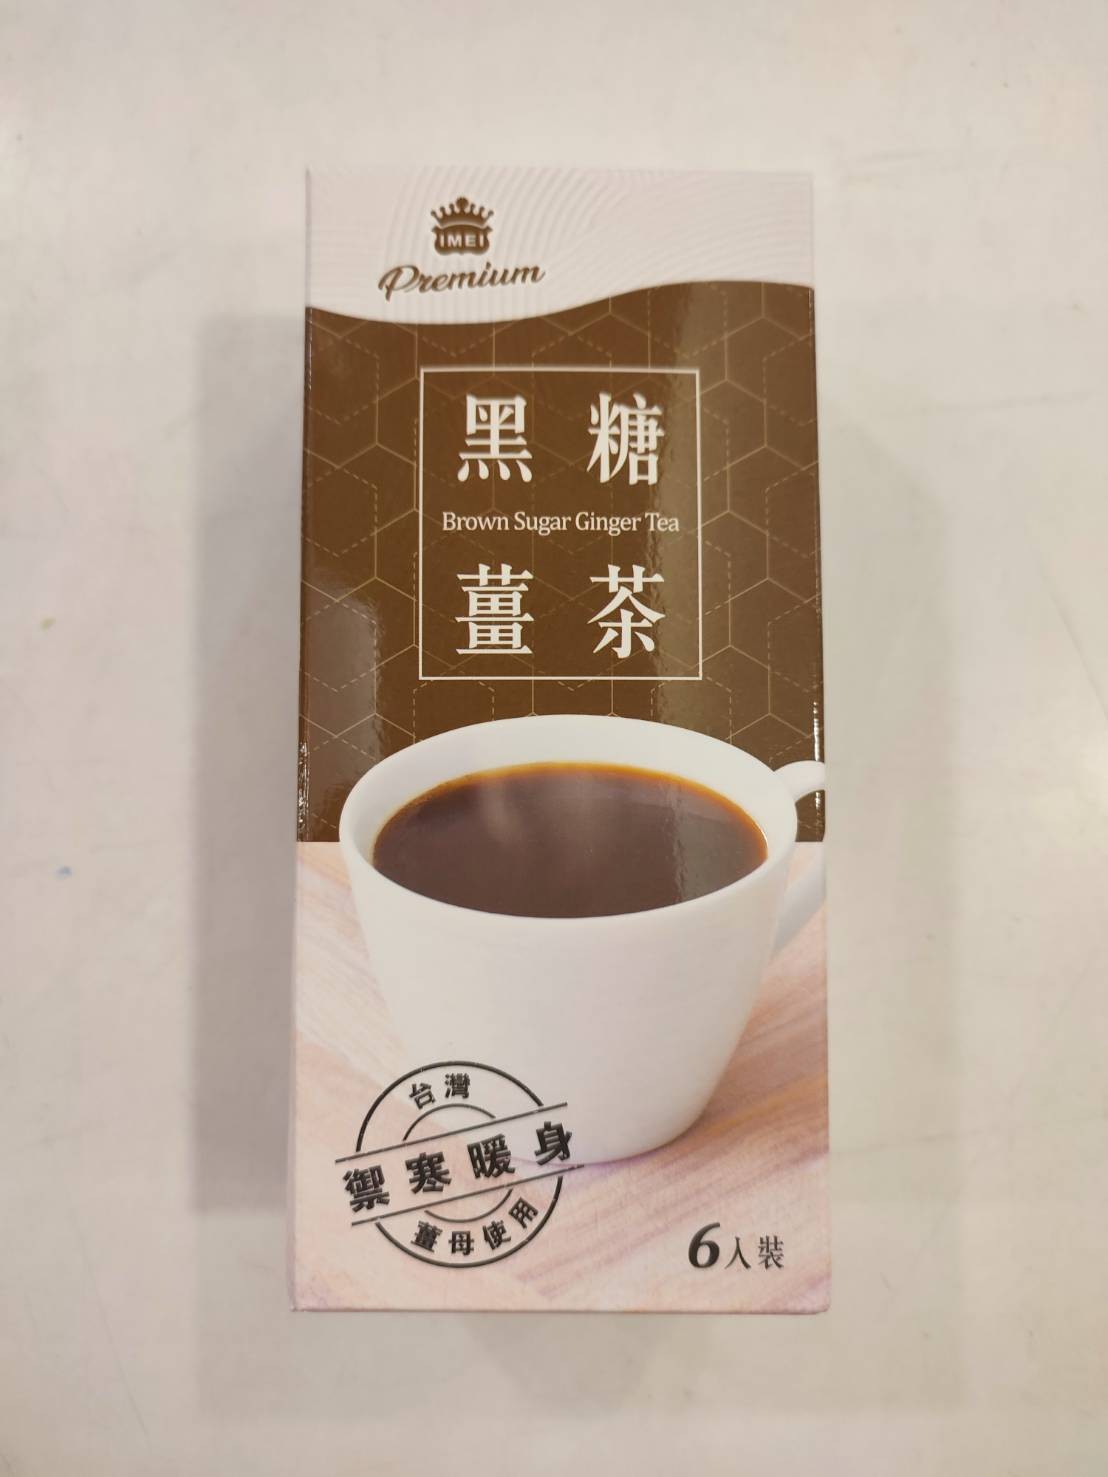 IMEI
Premium
黑糖
Brown Sugar Ginger Tea
薑茶
台灣
禦寒暖身
薑母使用
6入裝